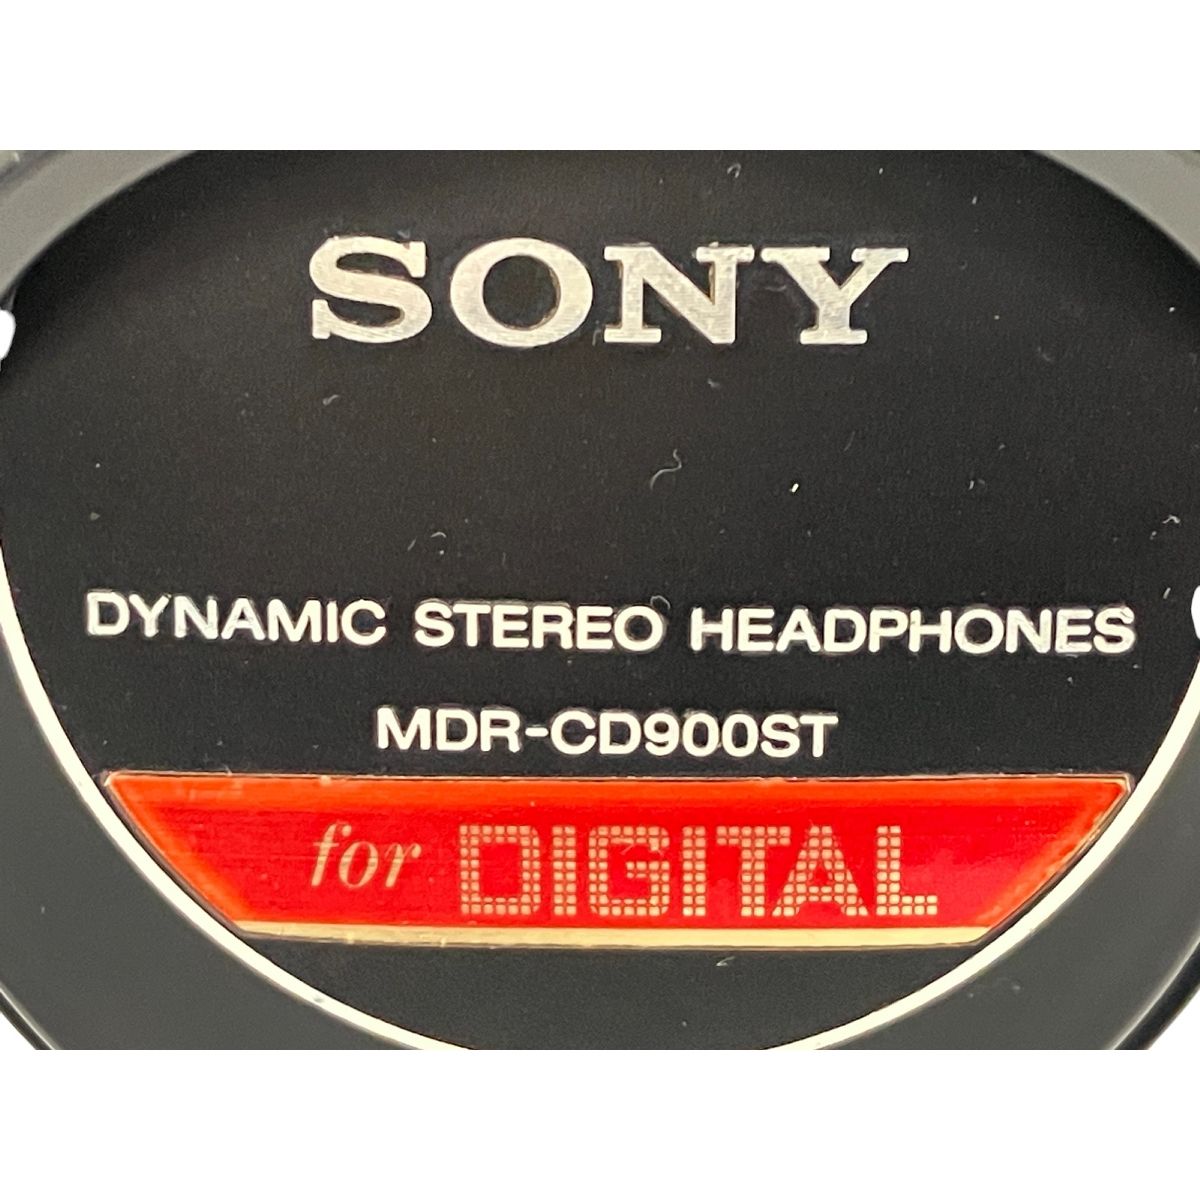 SONY
DYNAMIC STEREO HEADPHONES
MDR-CD900ST
for DIGITAL